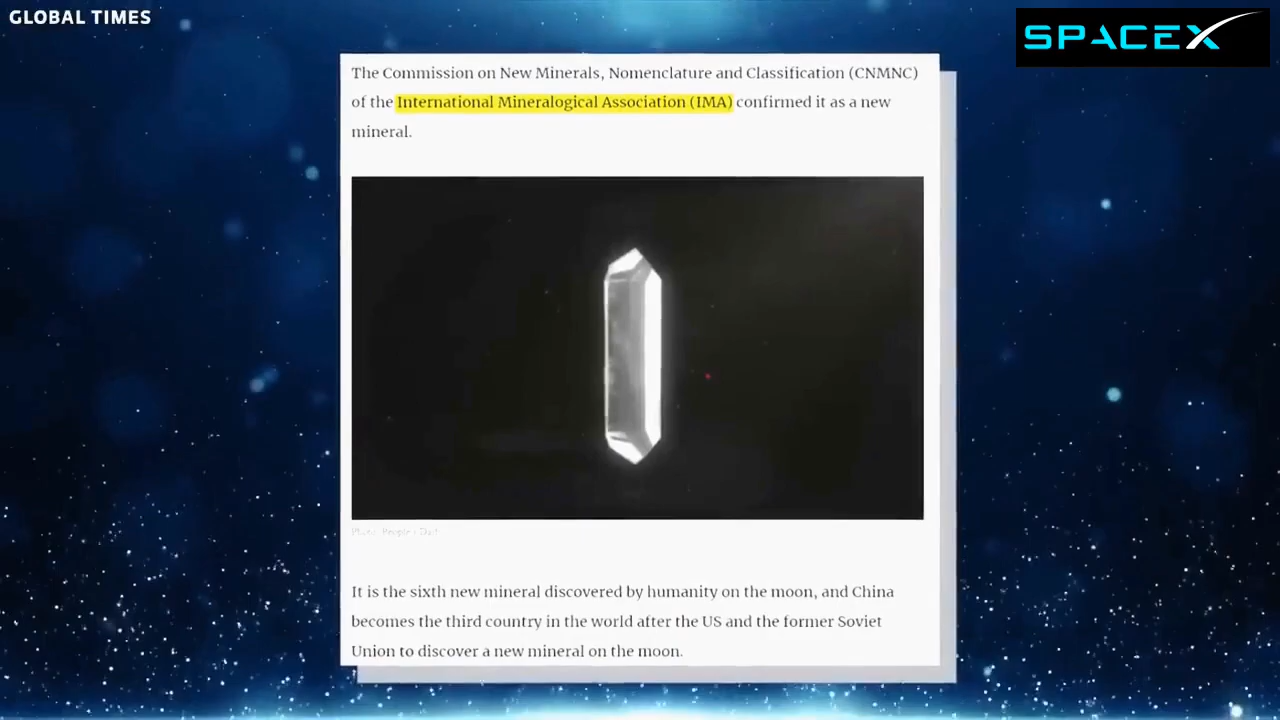 GLOBAL TIMES
SPACEX
The Commission on New Minerals, Nomenclature and Classification (CNMNC)
of the International Mineralogical Association (IMA) confirmed it as a new
mineral.
It is the sixth new mineral discovered by humanity on the moon, and China
becomes the third country in the world after the US and the former Soviet
Union to discover a new mineral on the moon.